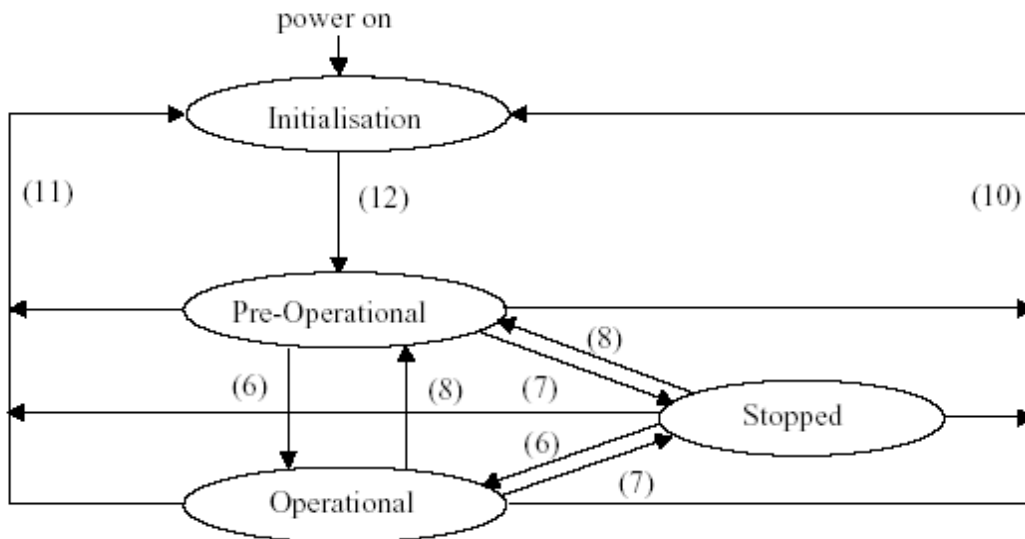 power on
Initialisation
(11)
(12)
(10)
Pre-Operational
(8)
(6)
(8)
(7)
Stopped
(6)
(7)
Operational